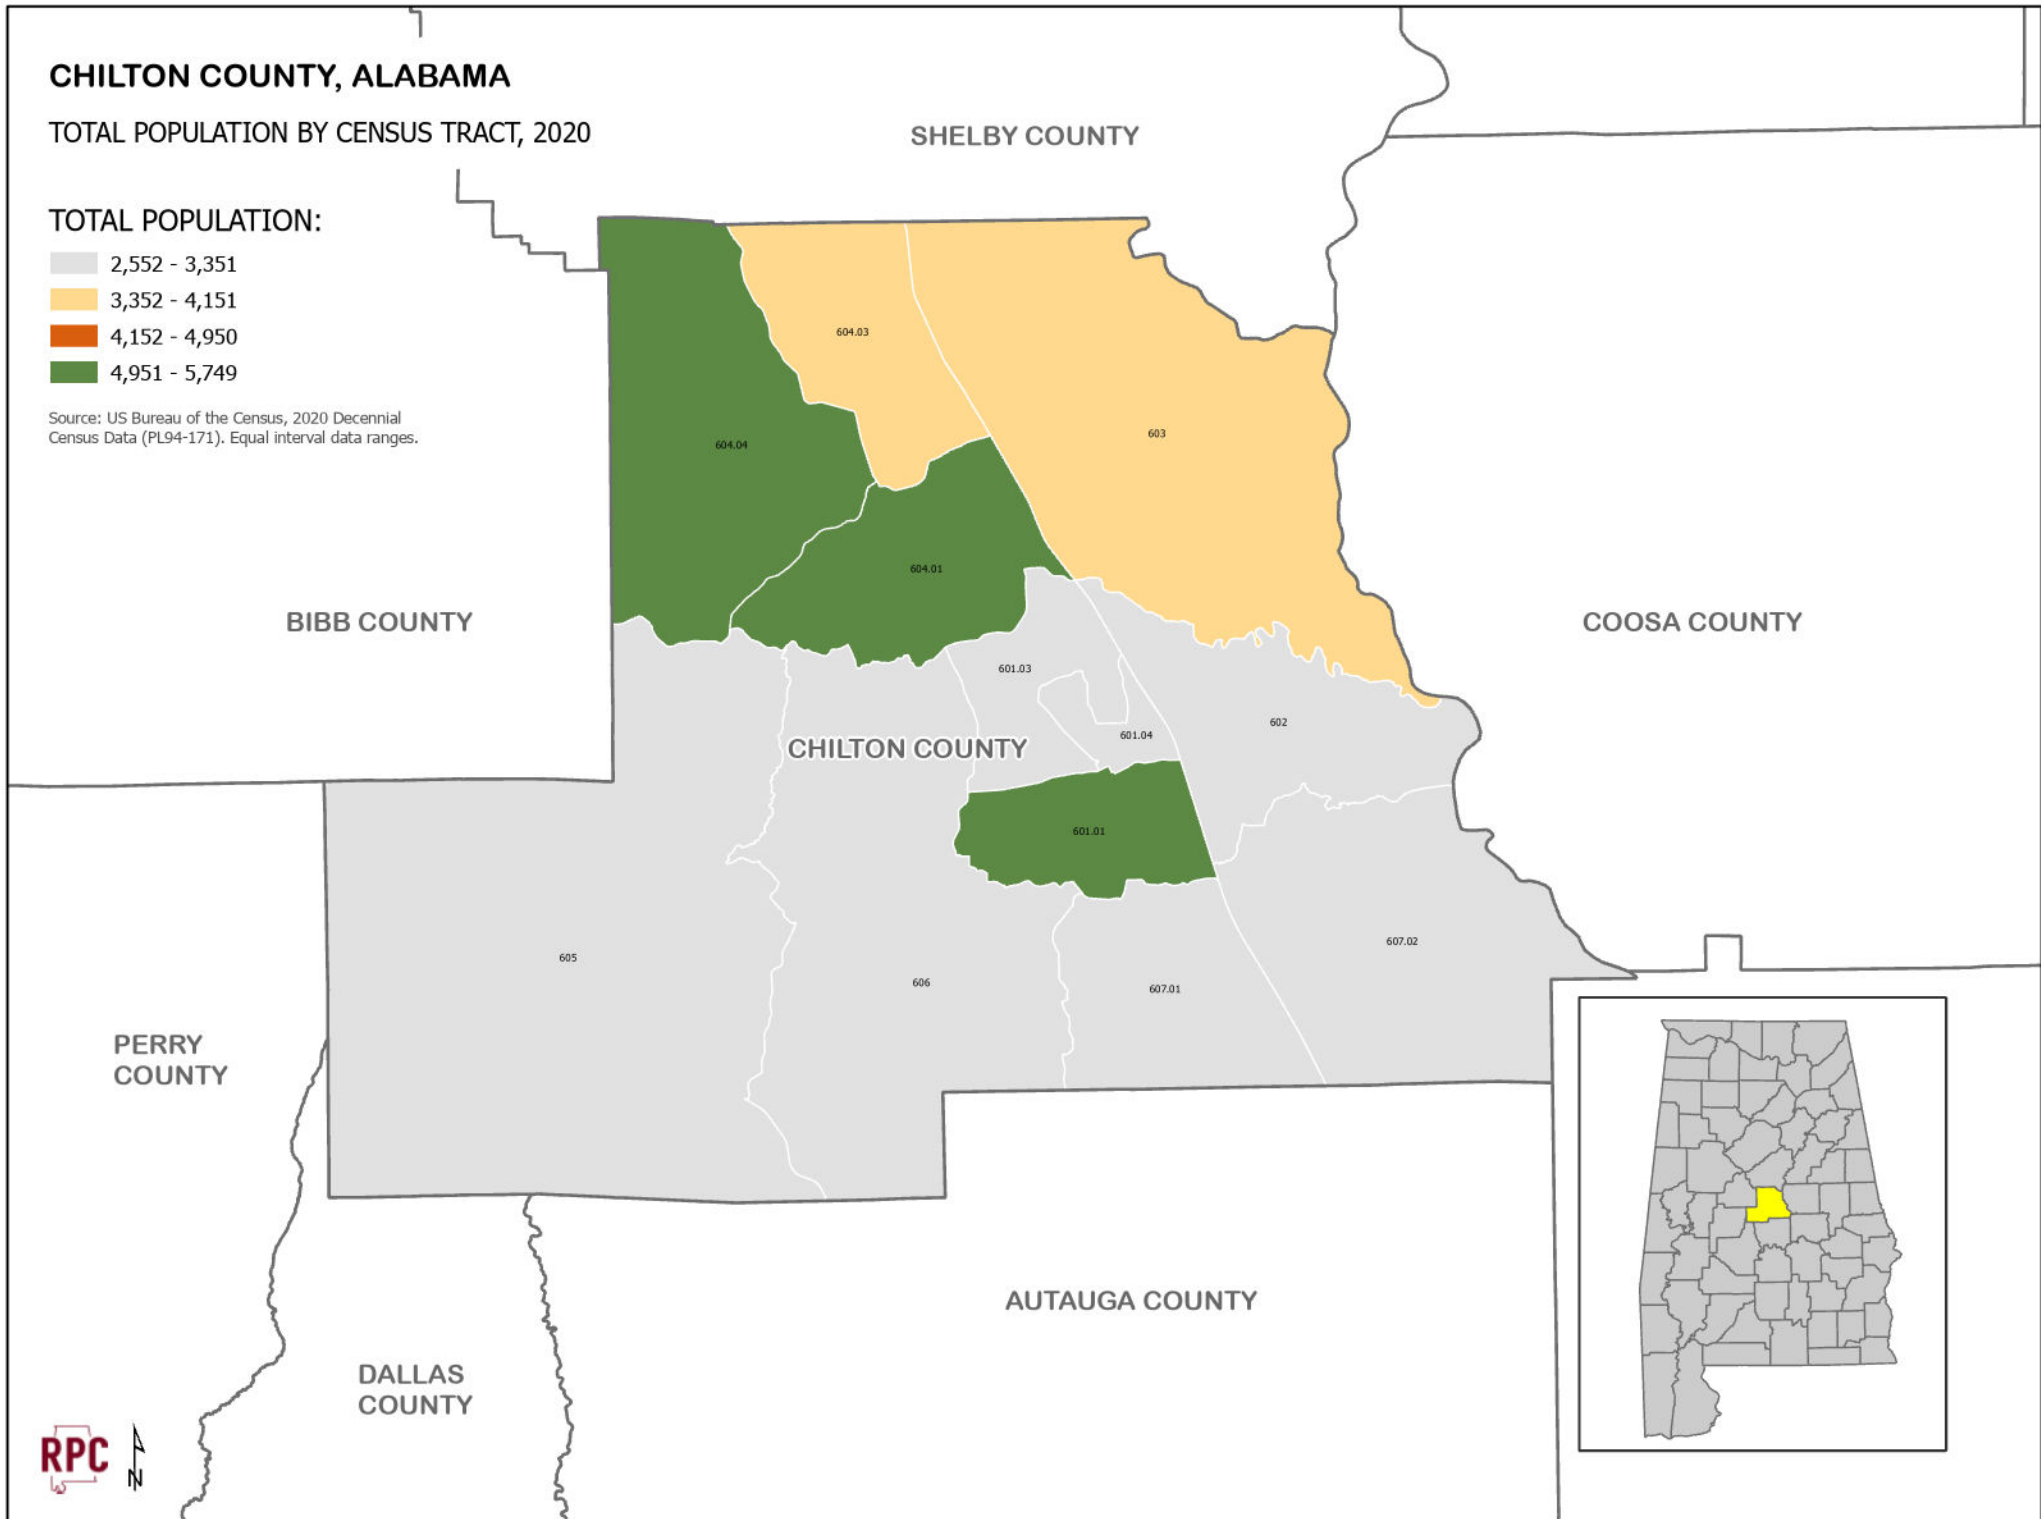 CHILTON COUNTY, ALABAMA
TOTAL POPULATION BY CENSUS TRACT, 2020
SHELBY COUNTY
TOTAL POPULATION:
2,552 - 3,351
3,352 - 4,151
4,152 - 4,950
4,951 - 5,749
Source: US Bureau of the Census, 2020 Decennial
Census Data (PL94-171). Equal interval data ranges.
604.03
603
604.04
604.01
BIBB COUNTY
COOSA COUNTY
601.03
602
601.04
CHILTON COUNTY
601.01
607.02
605
606
607.01
PERRY
COUNTY
AUTAUGA COUNTY
DALLAS
COUNTY
RPC
N